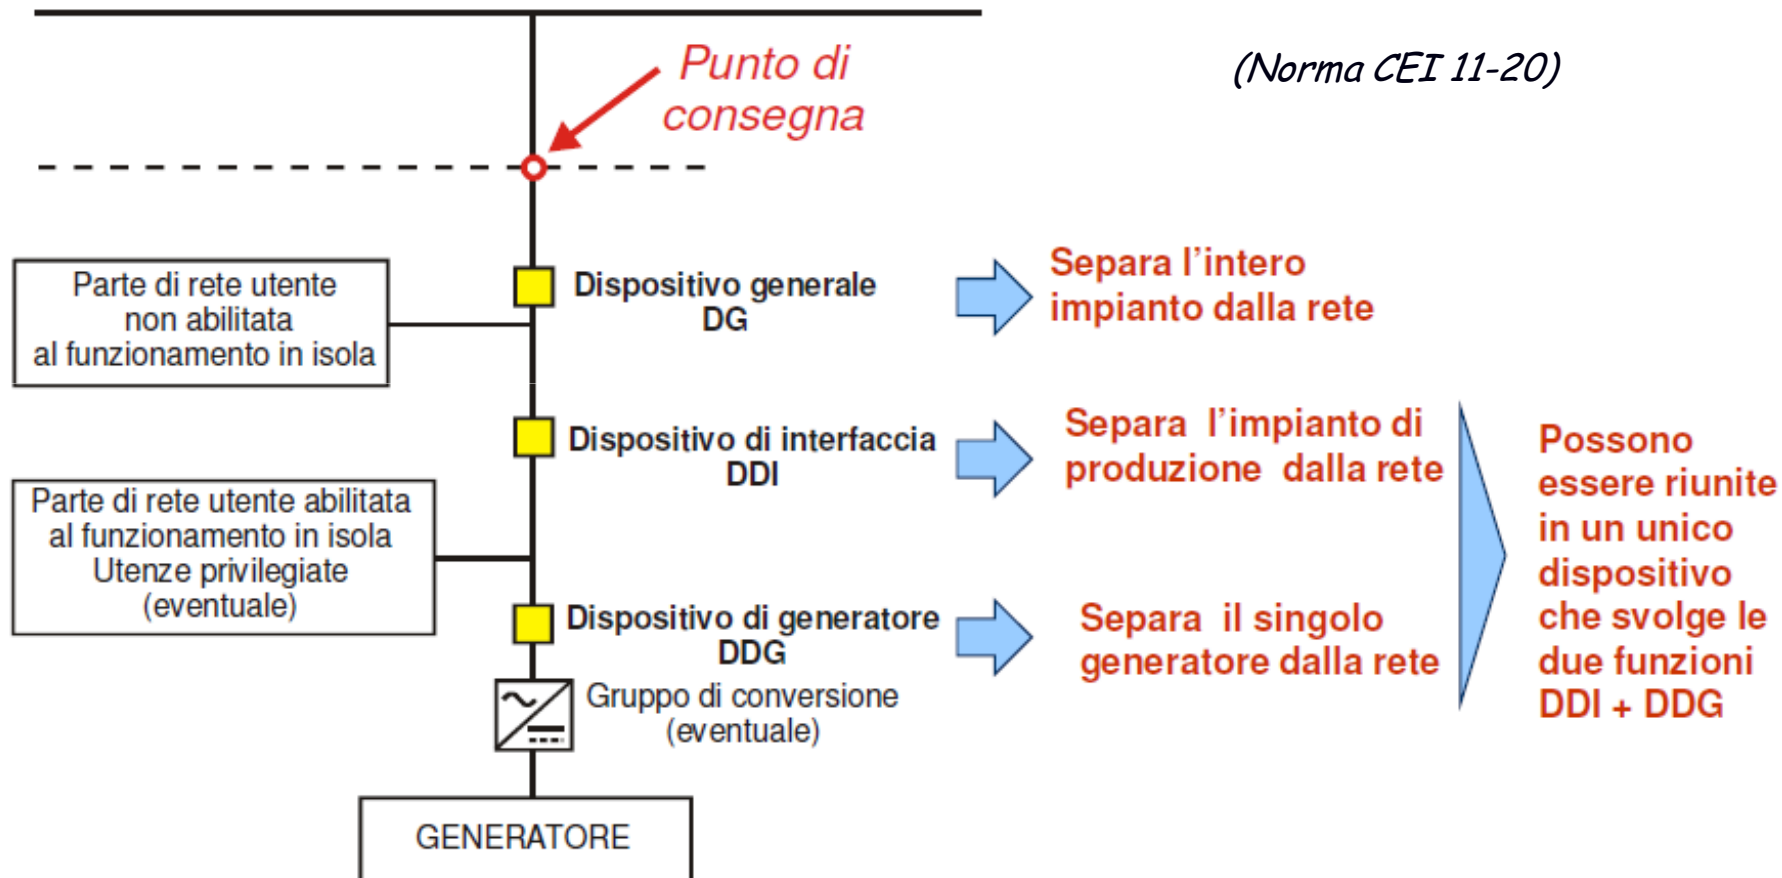 Punto di
consegna
(Norma CEI 11-20)
Parte di rete utente
non abilitata
al funzionamento in isola
Dispositivo generale
DG
Separa l'intero
impianto dalla rete
Parte di rete utente abilitata
al funzionamento in isola
Utenze privilegiate
(eventuale)
Dispositivo di interfaccia
DDI
Separa l'impianto di
produzione dalla rete
Dispositivo di generatore
DDG
Separa il singolo
generatore dalla rete
Possono
essere riunite
in un unico
dispositivo
che svolge le
due funzioni
DDI + DDG
Gruppo di conversione
(eventuale)
GENERATORE